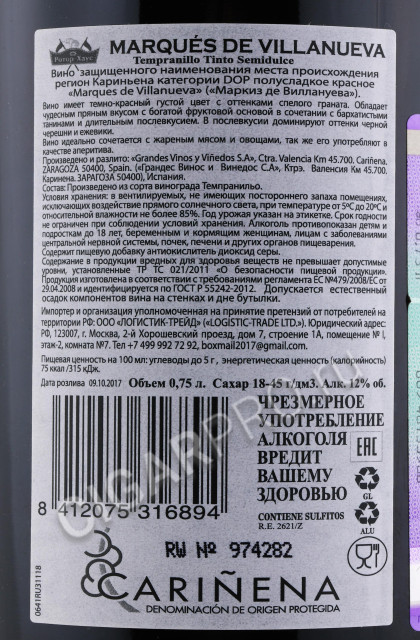 Ритор Хаус
MARQUÉS DE VILLANUEVA
Tempranillo Tinto Semidulce
Вино защищенного наименования места происхождения
регион Кариньена категории DOP полусладкое красное
«Marques de Villanueva» («Маркиз де Виллануева»).
Вино имеет темно-красный густой цвет с оттенками спелого граната. Обладает
чудесным пряным вкусом с богатой фруктовой основой в сочетании с бархатистыми
танинами и длительным послевкусием. В послевкусии доминируют оттенки черной
черешни и ежевики.
Вино идеально сочетается с жареным мясом и овощами, так же его употребляют в
качестве аперитива.
Произведено и разлито: «Grandes Vinos y Viñedos S.A», Ctra. Valencia Km 45.700. Cariñena,
ZARAGOZA 50400, Spain. («Грандес Винос и Винедос С.А», Ктрэ. Валенсия Км 45.700.
Каринена. ЗАРАГОЗА 50400), Испания.
Состав: Произведено из сорта винограда Темпранильо.
Условия хранения: в вентилируемых, не имеющих постороннего запаха помещениях,
исключающих воздействие прямого солнечного света, при температуре от 5ºС до 20ºС и
относительной влажности не более 85%. Год урожая указан на этикетке. Срок годности
не ограничен при соблюдении условий хранения. Алкоголь противопоказан детям и
подросткам до 18 лет, беременным и кормящим женщинам, лицам с заболеваниями
центральной нервной системы, почек, печени и других органов пищеварения.
Содержит пищевую добавку антиокислитель диоксид серы.
Содержание в продукции вредных для здоровья веществ не превышает допустимые
уровни, установленные ТР ТС 021/2011 «О безопасности пищевой продукции».
Продукция изготовлена в соответствии с требованиями регламента ЕС №479/2008/ЕС от
29.04.2008 и идентифицируется по ГОСТ Р 55242-2012. Допускается естественный
осадок компонентов вина на стенках и дне бутылки.
Импортер и организация уполномоченная на принятие претензий от потребителей на
территории РФ: ООО «ЛОГИСТИК-ТРЕЙД» («LOGISTIC-TRADE LTD.»). Юридический адрес:
РФ, 123007, г. Москва, 2-й Хорошевский проезд, дом 7, строение 1А, помещение № I,
этаж-2, комната №7. Тел +7 499 992 72 92, boxmail2017@gmail.com.
Пищевая ценность на 100 мл: углеводы до 5 г, энергетическая ценность (калорийность)
75 ккал /315 кДж.
Дата розлива 09.10.2017 Объем 0,75 л. Сахар 18-45 г/дм3. Алк. 12% об.
ЧРЕЗМЕРНОЕ
УПОТРЕБЛЕНИЕ
АЛКОГОЛЯ
ВРЕДИТ
ВАШЕМУ
ЗДОРОВЬЮ
EAC
GL
ALU
CONTIENE SULFITOS
R.E. 2621/Z
8 412075 316894
RW № 974282
CARIÑENA
DENOMINACIÓN DE ORIGEN PROTEGIDA
0641RU31118
CIGARPRO.RU